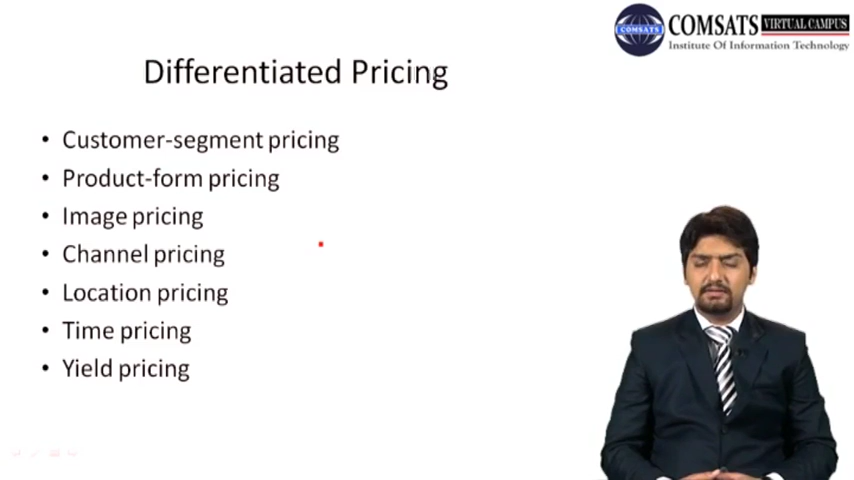 COMSATS
COMSATS VIRTUAL CAMPUS
Institute Of Information Technology
Differentiated Pricing
• Customer-segment pricing
• Product-form pricing
• Image pricing
• Channel pricing
• Location pricing
• Time pricing
• Yield pricing